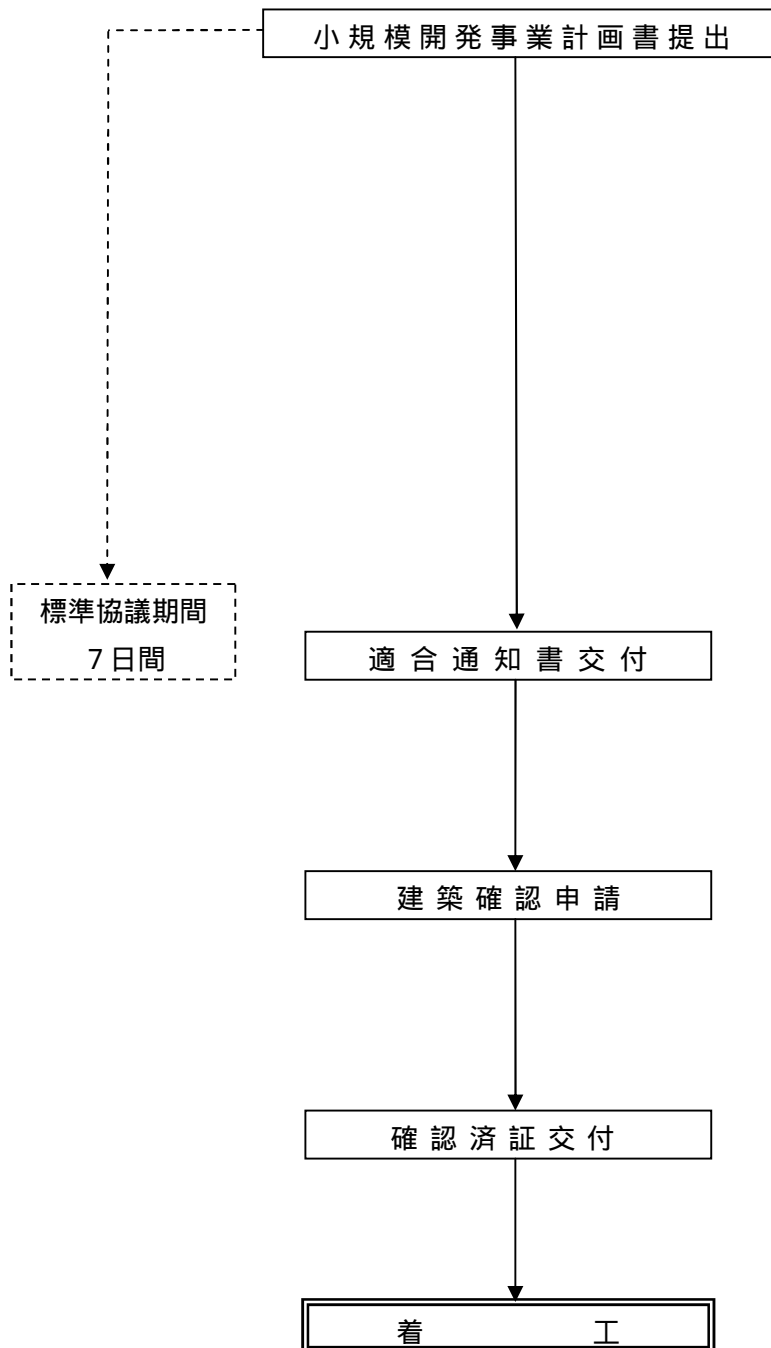 小規模開発事業計画書提出
標準協議期間
7日間
適合通知書交付
建築確認申請
確認済証交付
着工